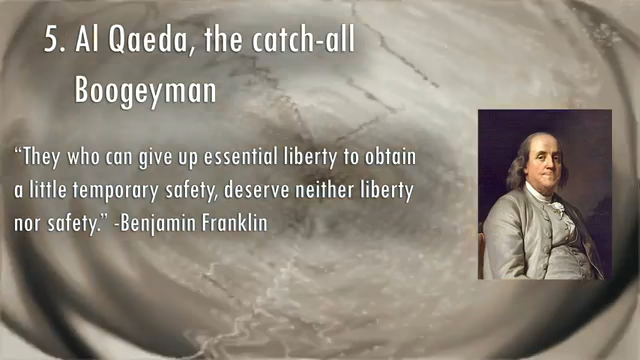 5. Al Qaeda, the catch-all
Boogeyman
“They who can give up essential liberty to obtain
a little temporary safety, deserve neither liberty
nor safety.” -Benjamin Franklin